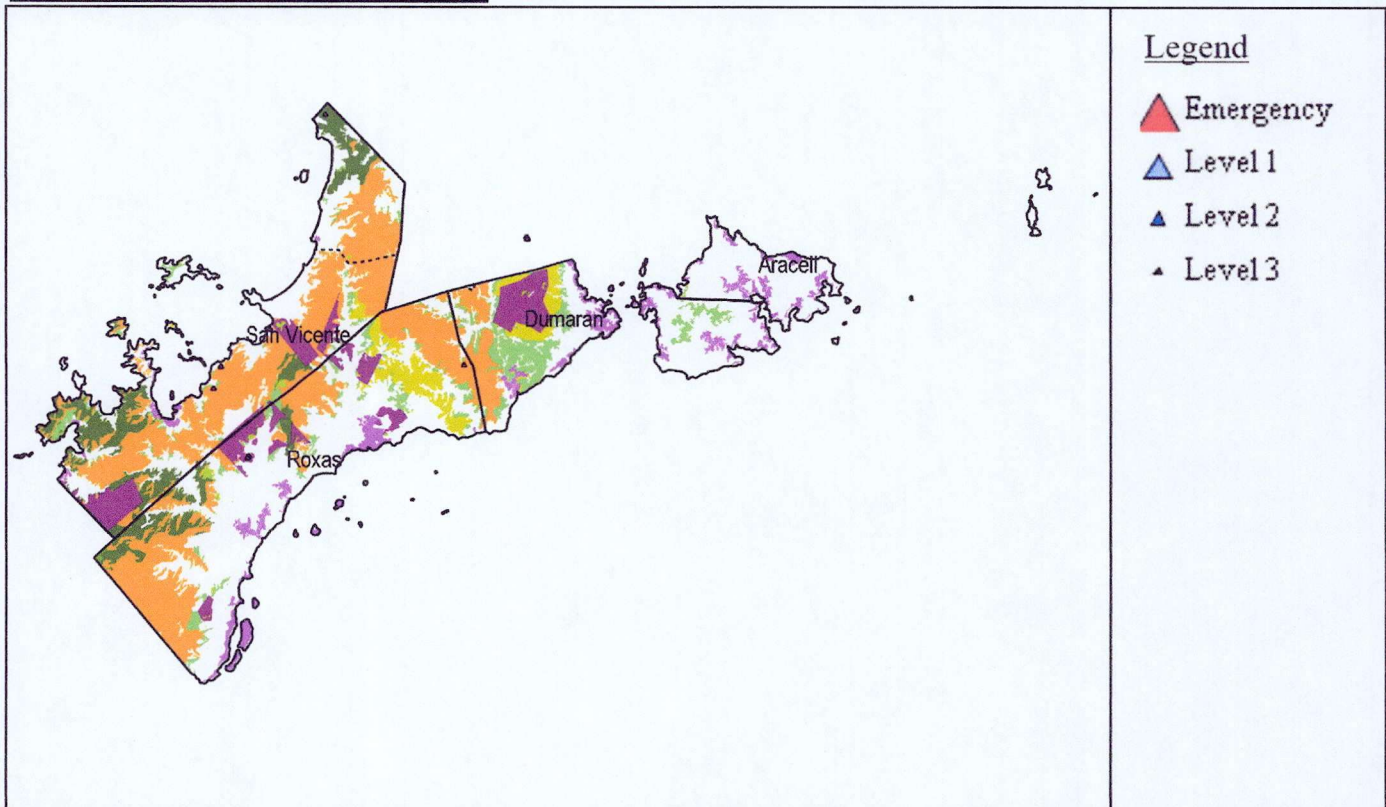 Legend
Emergency
Level 1
Level 2
Level 3
Araceli
Dumaran
San Vicente
Roxas